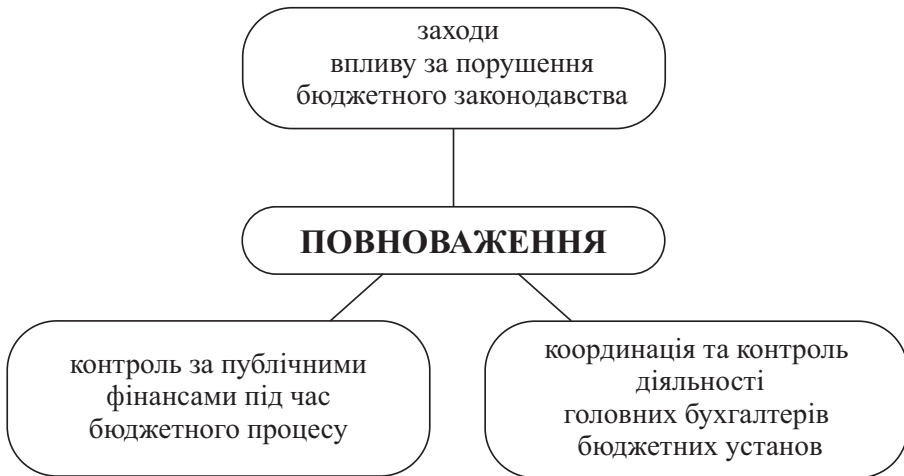 заходи
впливу за порушення
бюджетного законодавства
ПОВНОВАЖЕННЯ
контроль за публічними
фінансами під час
бюджетного процесу
координація та контроль
діяльності
головних бухгалтерів
бюджетних установ